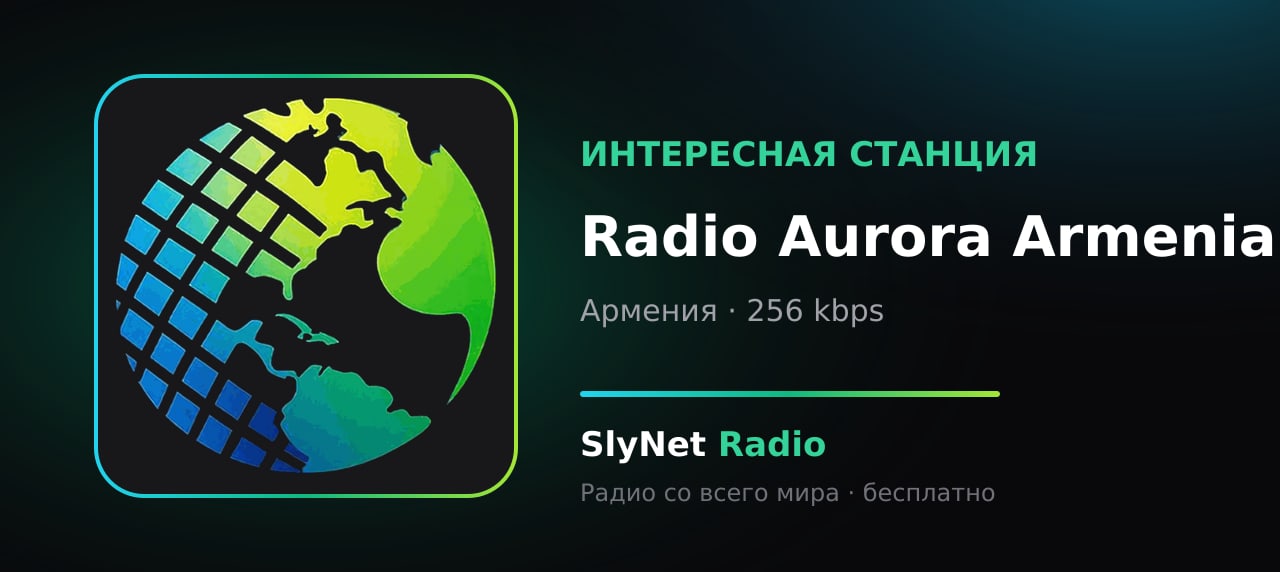 ИНТЕРЕСНАЯ СТАНЦИЯ
Radio Aurora Armenia
Армения · 256 kbps
SlyNet Radio
Радио со всего мира · бесплатно